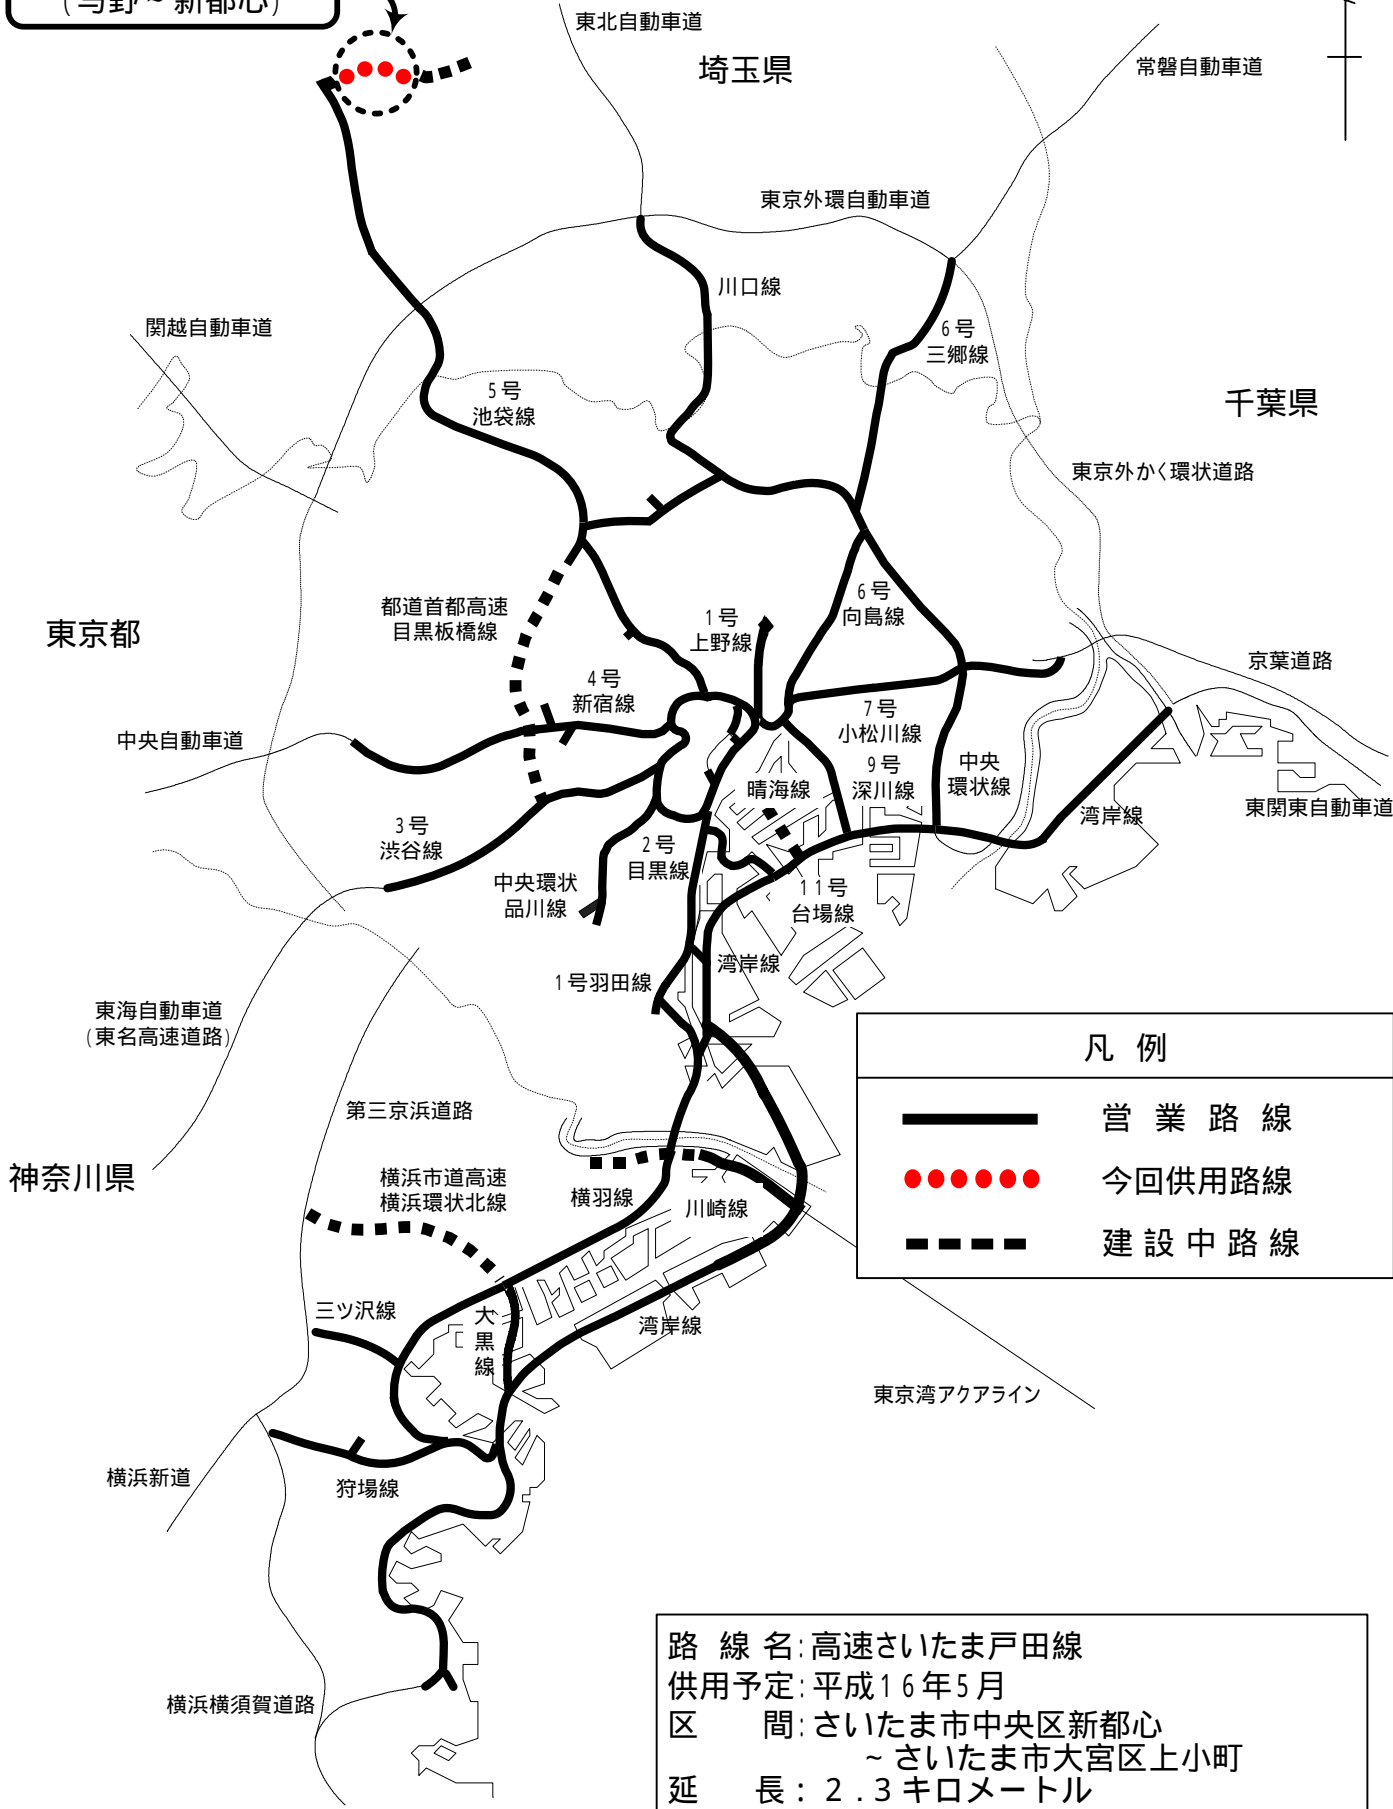 (与野~新都心)
東北自動車道
埼玉県
常磐自動車道
東京外環自動車道
川口線
関越自動車道
6号
三郷線
5号
池袋線
千葉県
東京外かく環状道路
都道首都高速
目黒板橋線
東京都
1号
上野線
6号
向島線
京葉道路
4号
新宿線
中央自動車道
7号
小松川線
9号
深川線
中央
環状線
晴海線
湾岸線
東関東自動車道
3号
渋谷線
2号
目黒線
中央環状
品川線
11号
台場線
湾岸線
1号羽田線
東海自動車道
(東名高速道路)
凡例
営業路線
今回供用路線
建設中路線
第三京浜道路
神奈川県
横浜市道高速
横浜環状北線
横羽線
川崎線
三ツ沢線
大黒線
湾岸線
東京湾アクアライン
横浜新道
狩場線
横浜横須賀道路
路線名:高速さいたま戸田線
供用予定:平成16年5月
区間:さいたま市中央区新都心
~さいたま市大宮区上小町
延長:2.3キロメートル